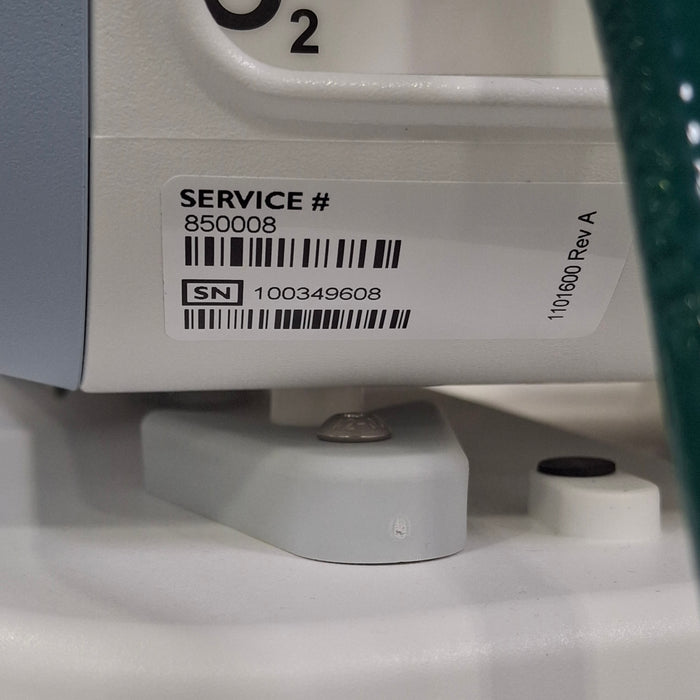 O2
SERVICE #
850008
SN 100349608
1101600 Rev A